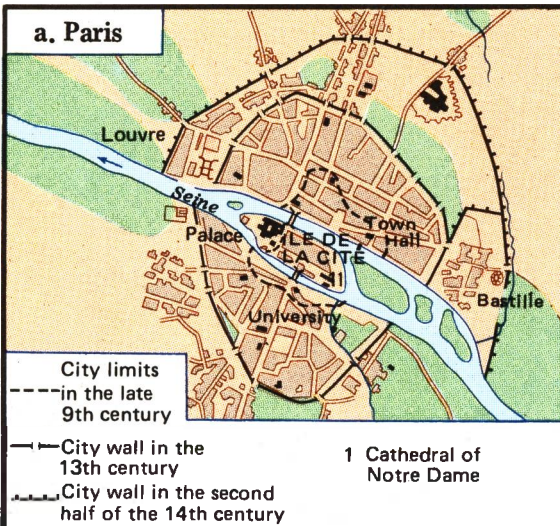 a. Paris
Louvre
Seine
Palace
ILE DE
LA CITÉ
Town
Hall
1
University
Bastille
City limits
in the late
9th century
City wall in the
13th century
City wall in the second
half of the 14th century
1 Cathedral of
Notre Dame